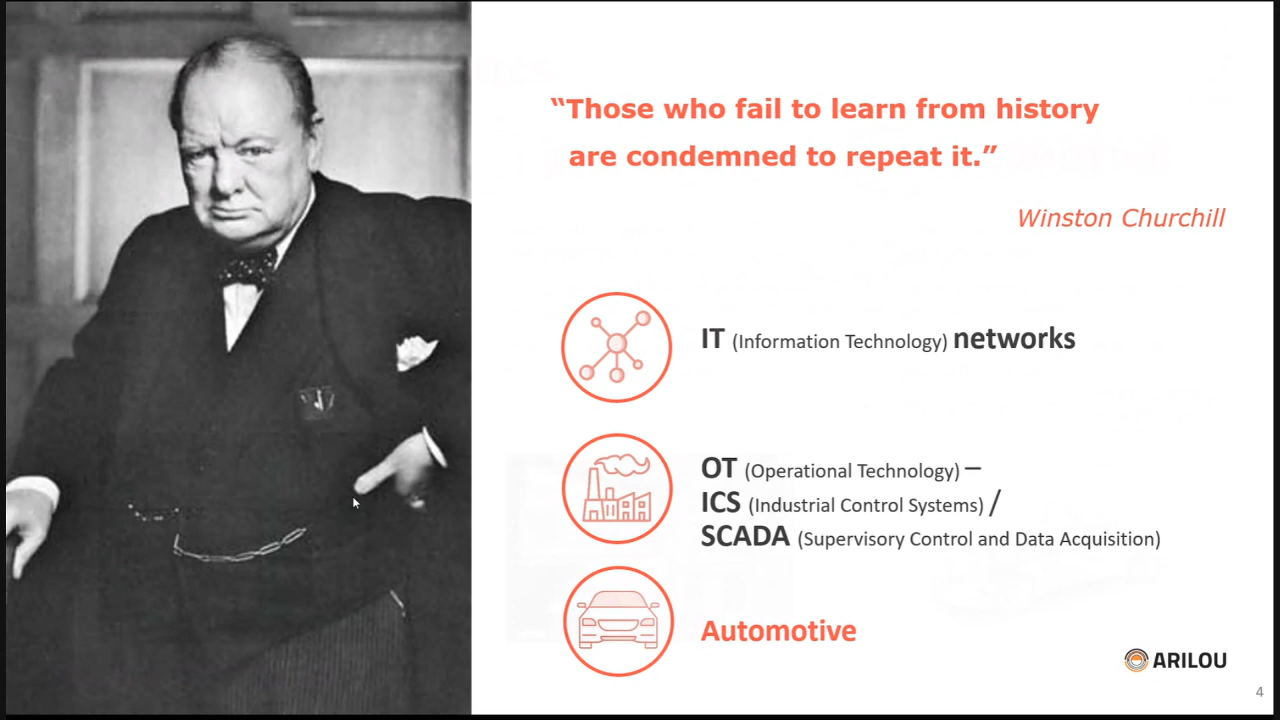 “Those who fail to learn from history
are condemned to repeat it.”
Winston Churchill
IT (Information Technology) networks
OT (Operational Technology) –
ICS (Industrial Control Systems) /
SCADA (Supervisory Control and Data Acquisition)
Automotive
ARILOU
4